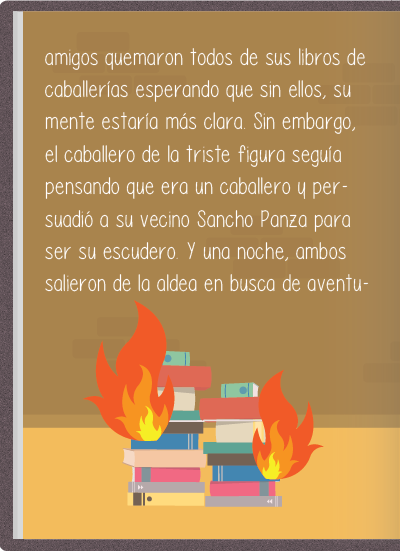 amigos quemaron todos de sus libros de
caballerías esperando que sin ellos, su
mente estaría más clara. Sin embargo,
el caballero de la triste figura seguía
pensando que era un caballero y per-
suadió a su vecino Sancho Panza para
ser su escudero. Y una noche, ambos
salieron de la aldea en busca de aventu-